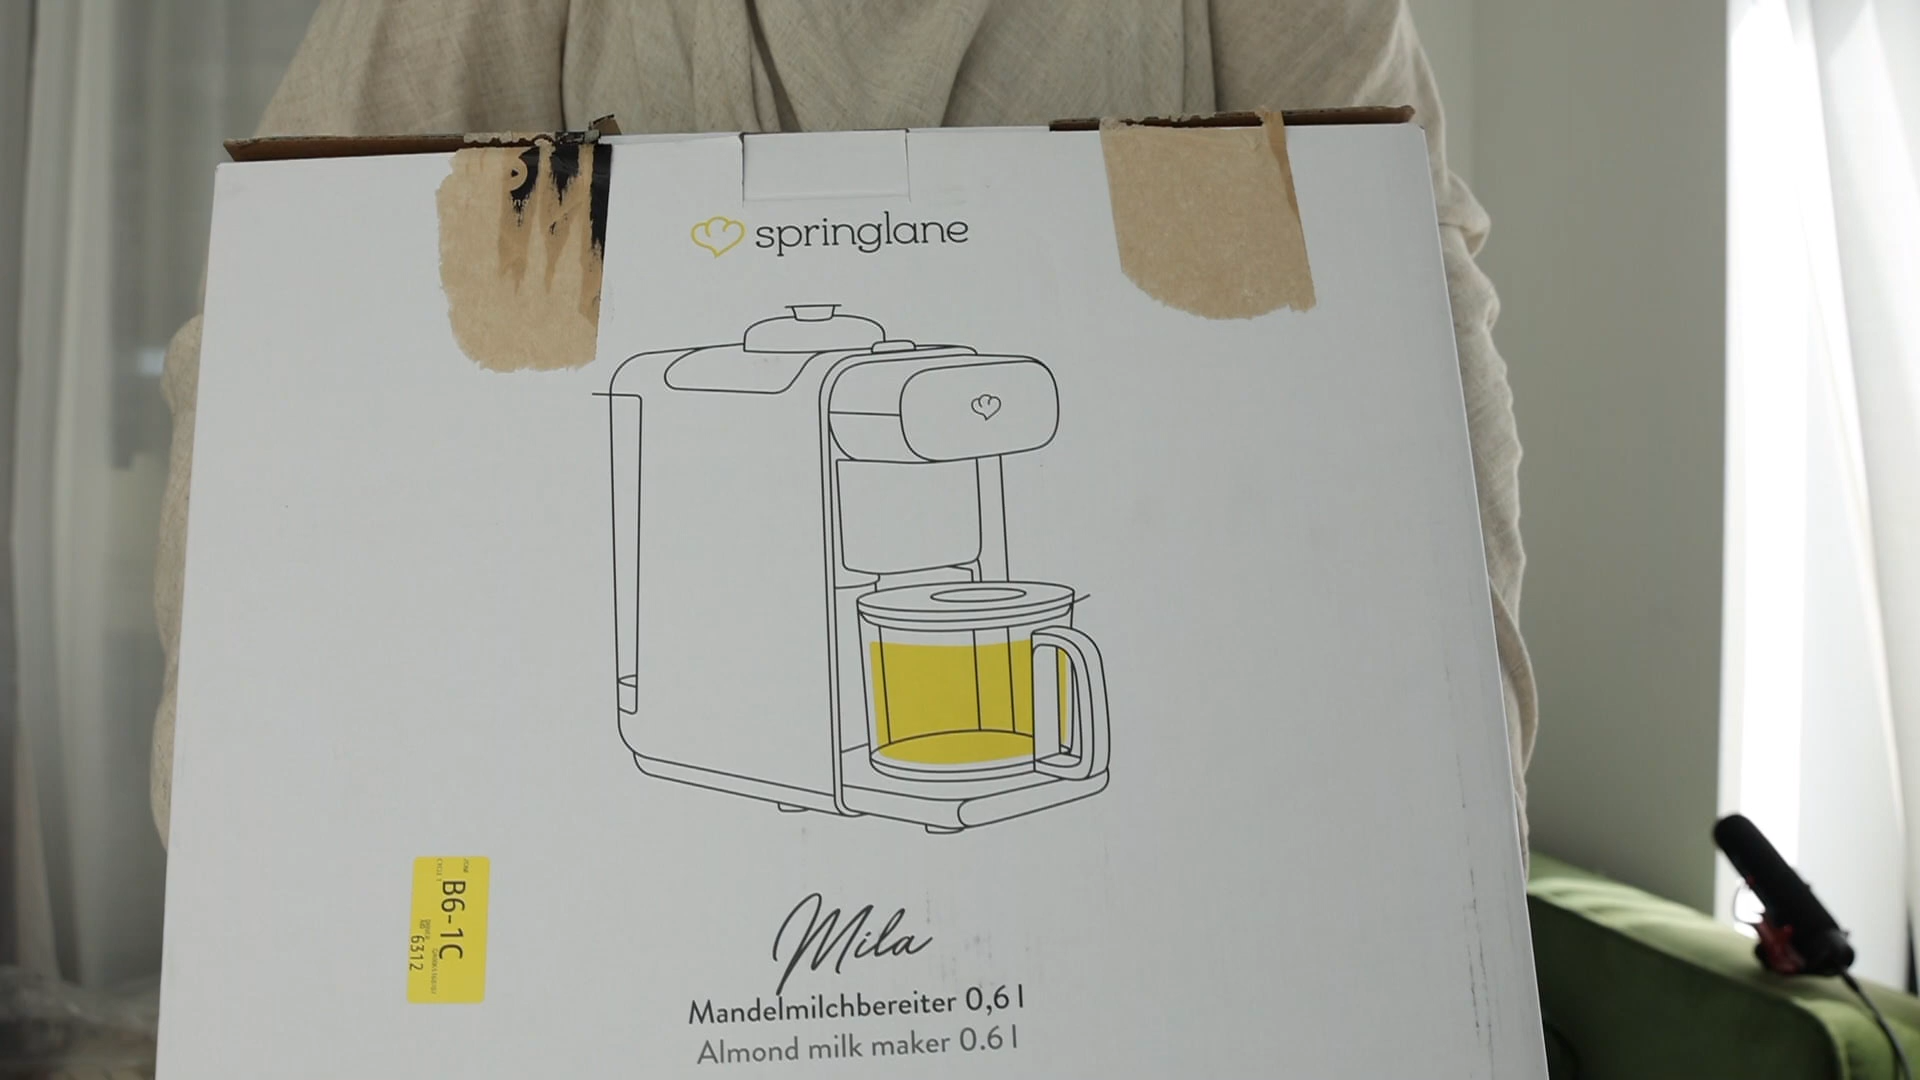 springlane
Mila
Mandelmilchbereiter 0,6 l
Almond milk maker 0.6 l
B6-1C
6312